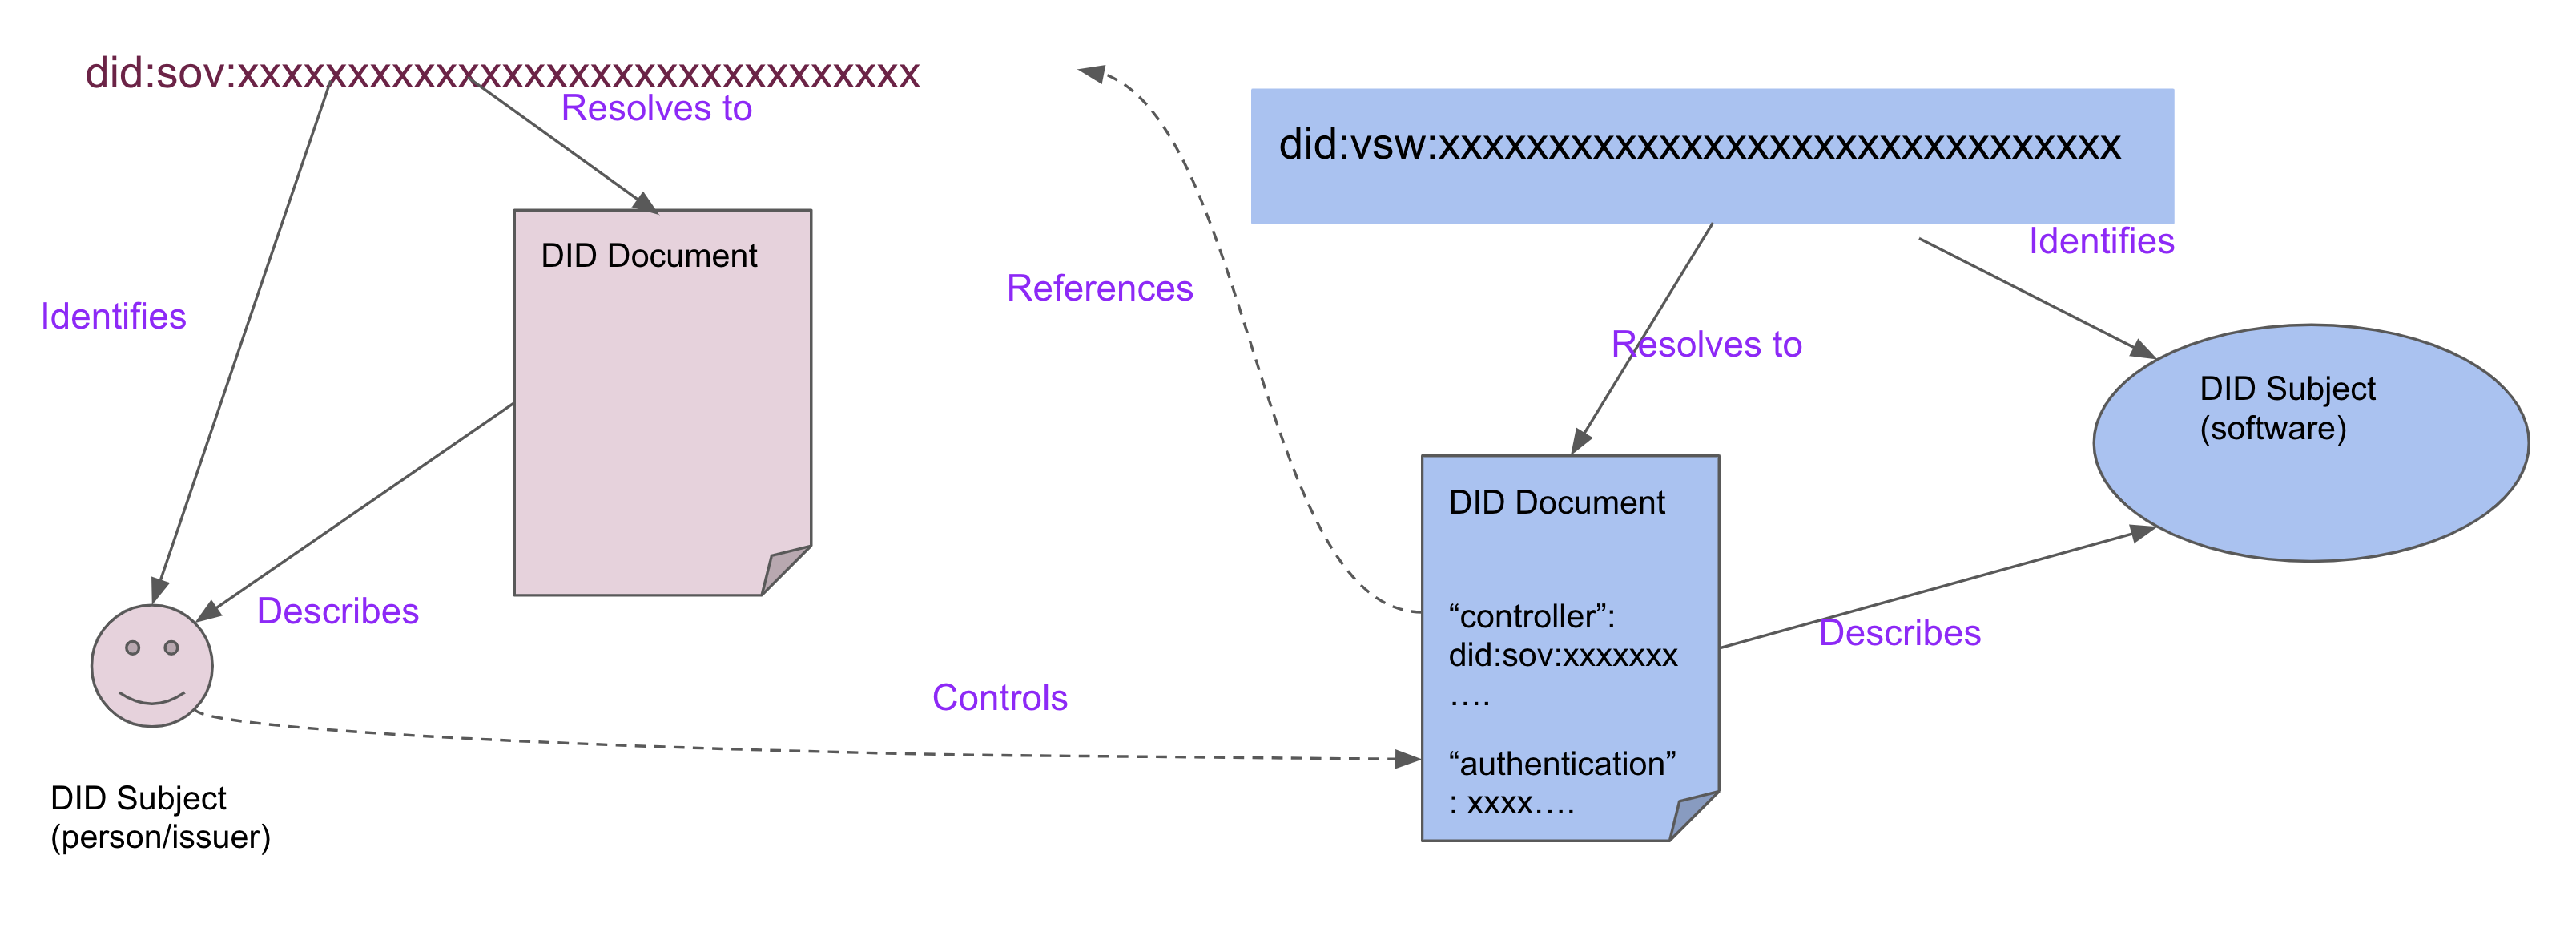 did:sov:xxxxxxxxxxxxxxxxxxxxxxxxxxxxxxx
Resolves to
did:vsw:xxxxxxxxxxxxxxxxxxxxxxxxxxxxxxx
Identifies
DID Document
References
Identifies
Resolves to
DID Subject
(software)
DID Document
“controller”:
did:sov:xxxxxxx
….
“authentication”
: xxxx….
Describes
Describes
Controls
DID Subject
(person/issuer)